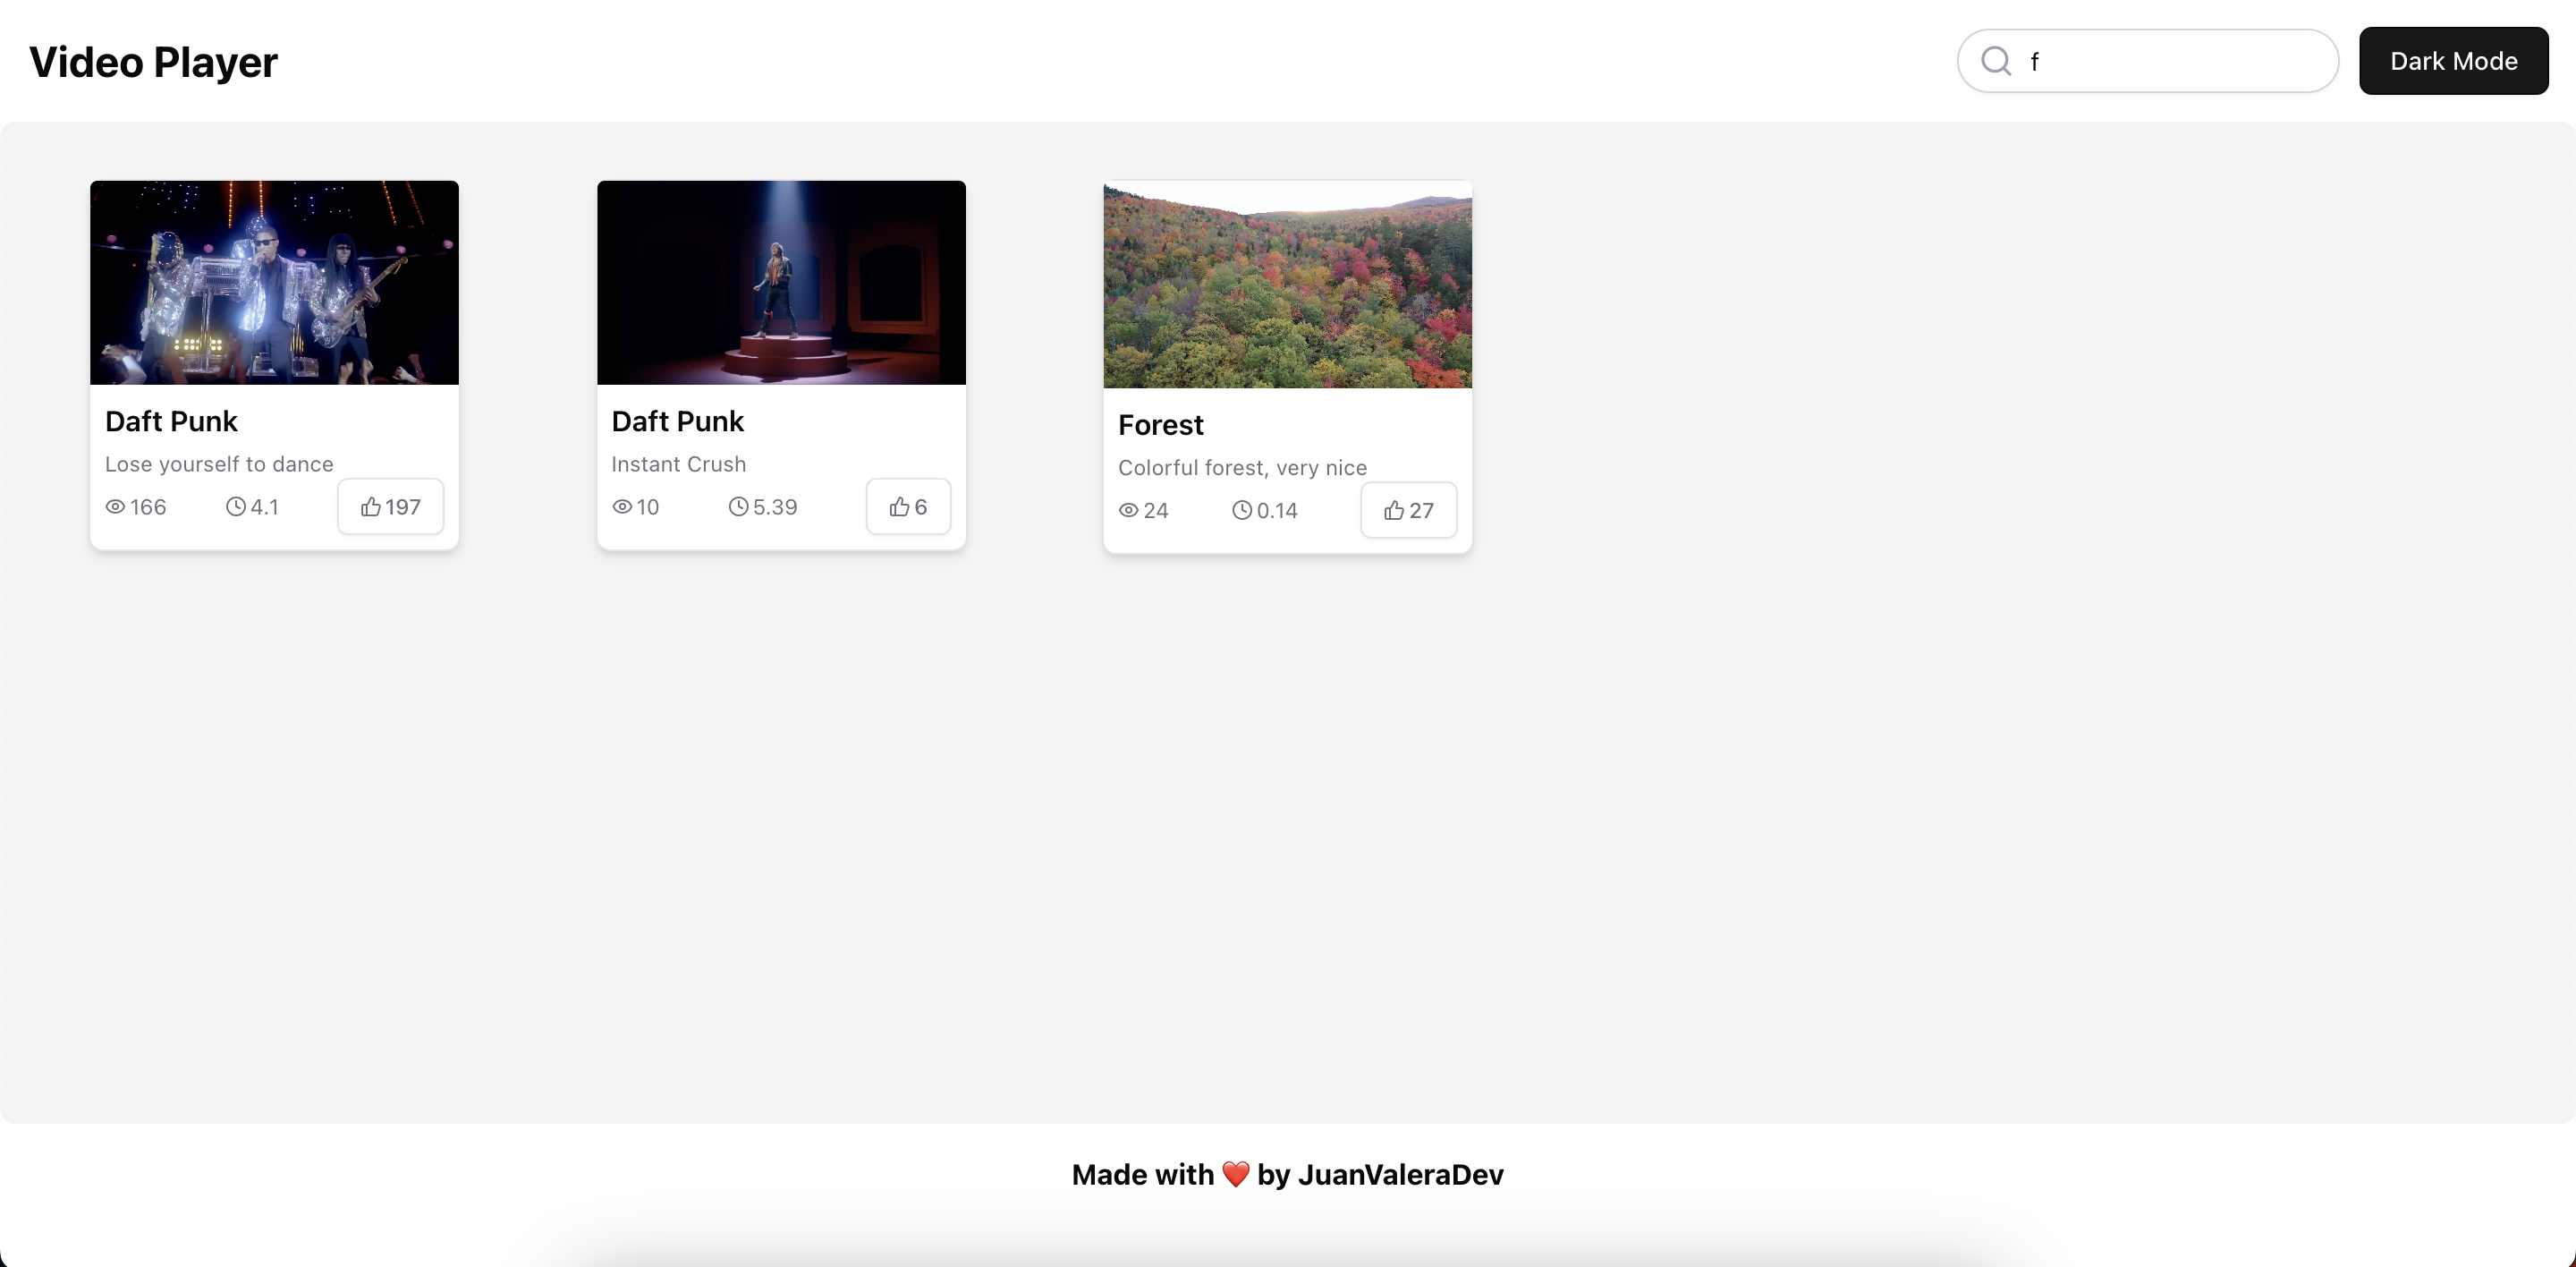 Video Player
f
Dark Mode
Daft Punk
Lose yourself to dance
166 4.1 197
Daft Punk
Instant Crush
10 5.39 6
Forest
Colorful forest, very nice
24 0.14 27
Made with ❤️ by JuanValeraDev